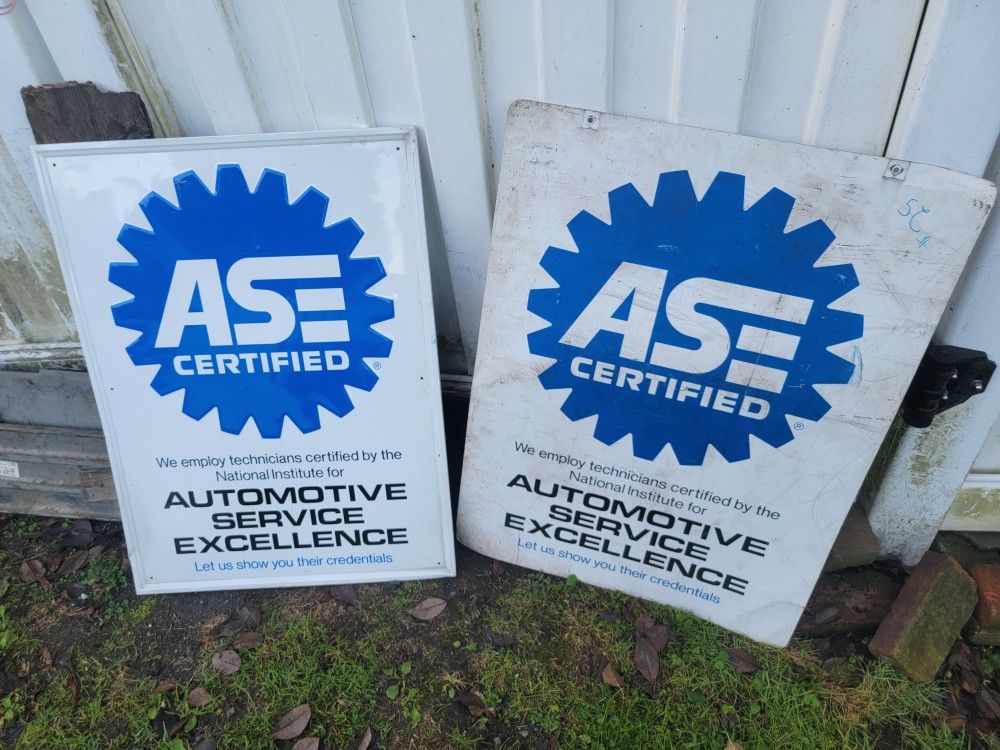 ASE
CERTIFIED
®
We employ technicians certified by the
National Institute for
AUTOMOTIVE
SERVICE
EXCELLENCE
Let us show you their credentials
ASE
CERTIFIED
®
We employ technicians certified by the
National Institute for
AUTOMOTIVE
SERVICE
EXCELLENCE
Let us show you their credentials